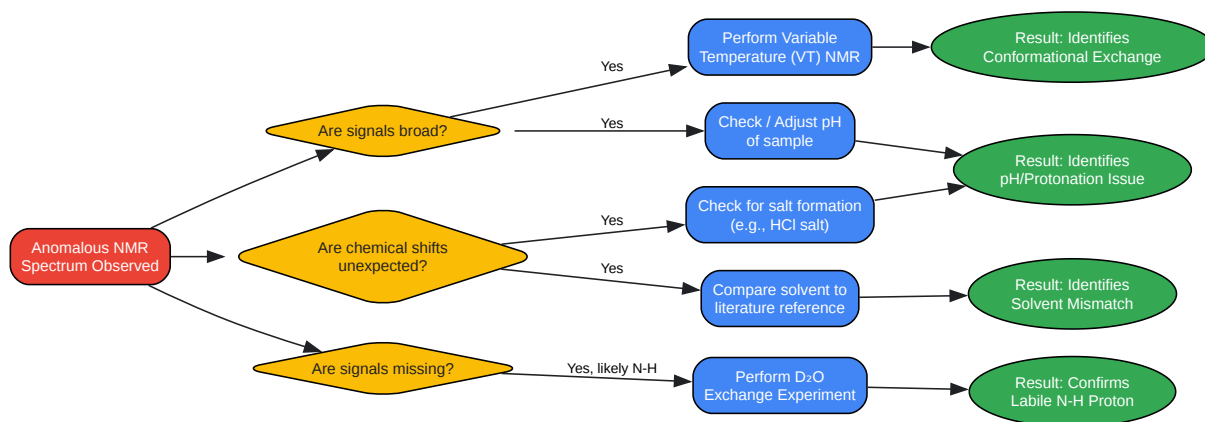 Anomalous NMR
Spectrum Observed
Are signals broad?
Are chemical shifts
unexpected?
Are signals missing?
Yes
Yes
Yes
Yes
Yes, likely N-H
Perform Variable
Temperature (VT) NMR
Check / Adjust pH
of sample
Check for salt formation
(e.g., HCl salt)
Compare solvent to
literature reference
Perform D₂O
Exchange Experiment
Result: Identifies
Conformational Exchange
Result: Identifies
pH/Protonation Issue
Result: Identifies
Solvent Mismatch
Result: Confirms
Labile N-H Proton